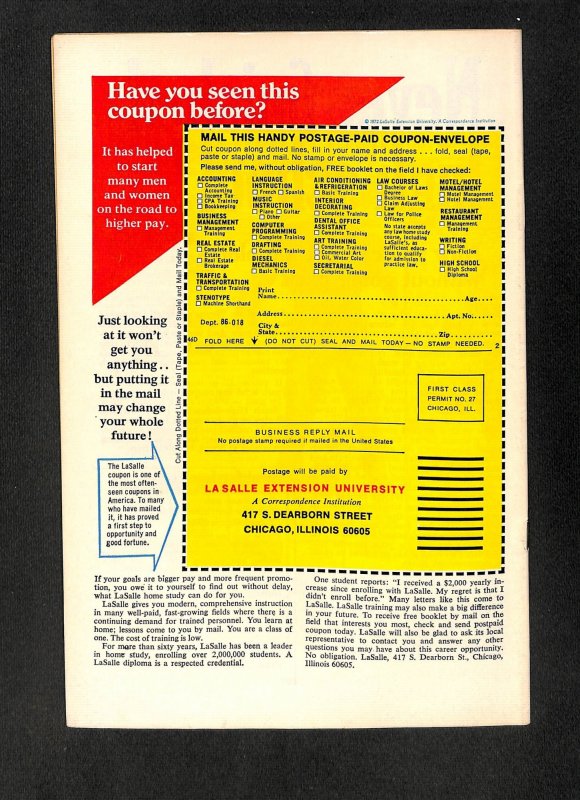 Have you seen this
coupon before?
© 1972 LaSalle Extension University, A Correspondence Institution
It has helped
to start
many men
and women
on the road to
higher pay.
Just looking
at it won't
get you
anything..
but putting it
in the mail
may change
your whole
future!
The LaSalle
coupon is one of
the most often-
seen coupons in
America. To many
who have mailed
it, it has proved
a first step to
opportunity and
good fortune.
Cut Along Dotted Line — Seal (Tape, Paste or Staple) and Mail Today.
MAIL THIS HANDY POSTAGE-PAID COUPON-ENVELOPE
Cut coupon along dotted lines, fill in your name and address . . . fold, seal (tape,
paste or staple) and mail. No stamp or envelope is necessary.
Please send me, without obligation, FREE booklet on the field I have checked:
ACCOUNTING
Complete
Accounting
Income Tax
CPA Training
Bookkeeping
BUSINESS
MANAGEMENT
Management
Training
REAL ESTATE
Complete Real
Estate
Real Estate
Brokerage
TRAFFIC &
TRANSPORTATION
Complete Training
STENOTYPE
Machine Shorthand
LANGUAGE
INSTRUCTION
French Spanish
MUSIC
INSTRUCTION
Piano Guitar
Other
COMPUTER
PROGRAMMING
Complete Training
DRAFTING
Complete Training
DIESEL
MECHANICS
Basic Training
AIR CONDITIONING
& REFRIGERATION
Basic Training
INTERIOR
DECORATING
Complete Training
DENTAL OFFICE
ASSISTANT
Complete Training
ART TRAINING
Complete Training
Commercial Art
Oil, Water Color
SECRETARIAL
Complete Training
LAW COURSES
Bachelor of Laws
Degree
Business Law
Claim Adjusting
Law
Law for Police
Officers
No state accepts
any law home study
course, including
LaSalle's, as
sufficient educa-
tion to qualify
for admission to
practice law.
MOTEL/HOTEL
MANAGEMENT
Motel Management
Hotel Management
RESTAURANT
MANAGEMENT
Management
Training
WRITING
Fiction
Non-Fiction
HIGH SCHOOL
High School
Diploma
Print
Name Age
Address Apt. No.
Dept. 86-018
City &
State Zip
46D FOLD HERE (DO NOT CUT) SEAL AND MAIL TODAY — NO STAMP NEEDED. 2
FIRST CLASS
PERMIT NO. 27
CHICAGO, ILL.
BUSINESS REPLY MAIL
No postage stamp required if mailed in the United States
Postage will be paid by
LA SALLE EXTENSION UNIVERSITY
A Correspondence Institution
417 S. DEARBORN STREET
CHICAGO, ILLINOIS 60605
If your goals are bigger pay and more frequent promo-
tion, you owe it to yourself to find out without delay,
what LaSalle home study can do for you.
LaSalle gives you modern, comprehensive instruction
in many well-paid, fast-growing fields where there is a
continuing demand for trained personnel. You learn at
home; lessons come to you by mail. You are a class of
one. The cost of training is low.
For more than sixty years, LaSalle has been a leader
in home study, enrolling over 2,000,000 students. A
LaSalle diploma is a respected credential.
One student reports: "I received a $2,000 yearly in-
crease since enrolling with LaSalle. My regret is that I
didn't enroll before." Many letters like this come to
LaSalle. LaSalle training may also make a big difference
in your future. To receive free booklet by mail on the
field that interests you most, check and send postpaid
coupon today. LaSalle will also be glad to ask its local
representative to contact you and answer any other
questions you may have about this career opportunity.
No obligation. LaSalle, 417 S. Dearborn St., Chicago,
Illinois 60605.